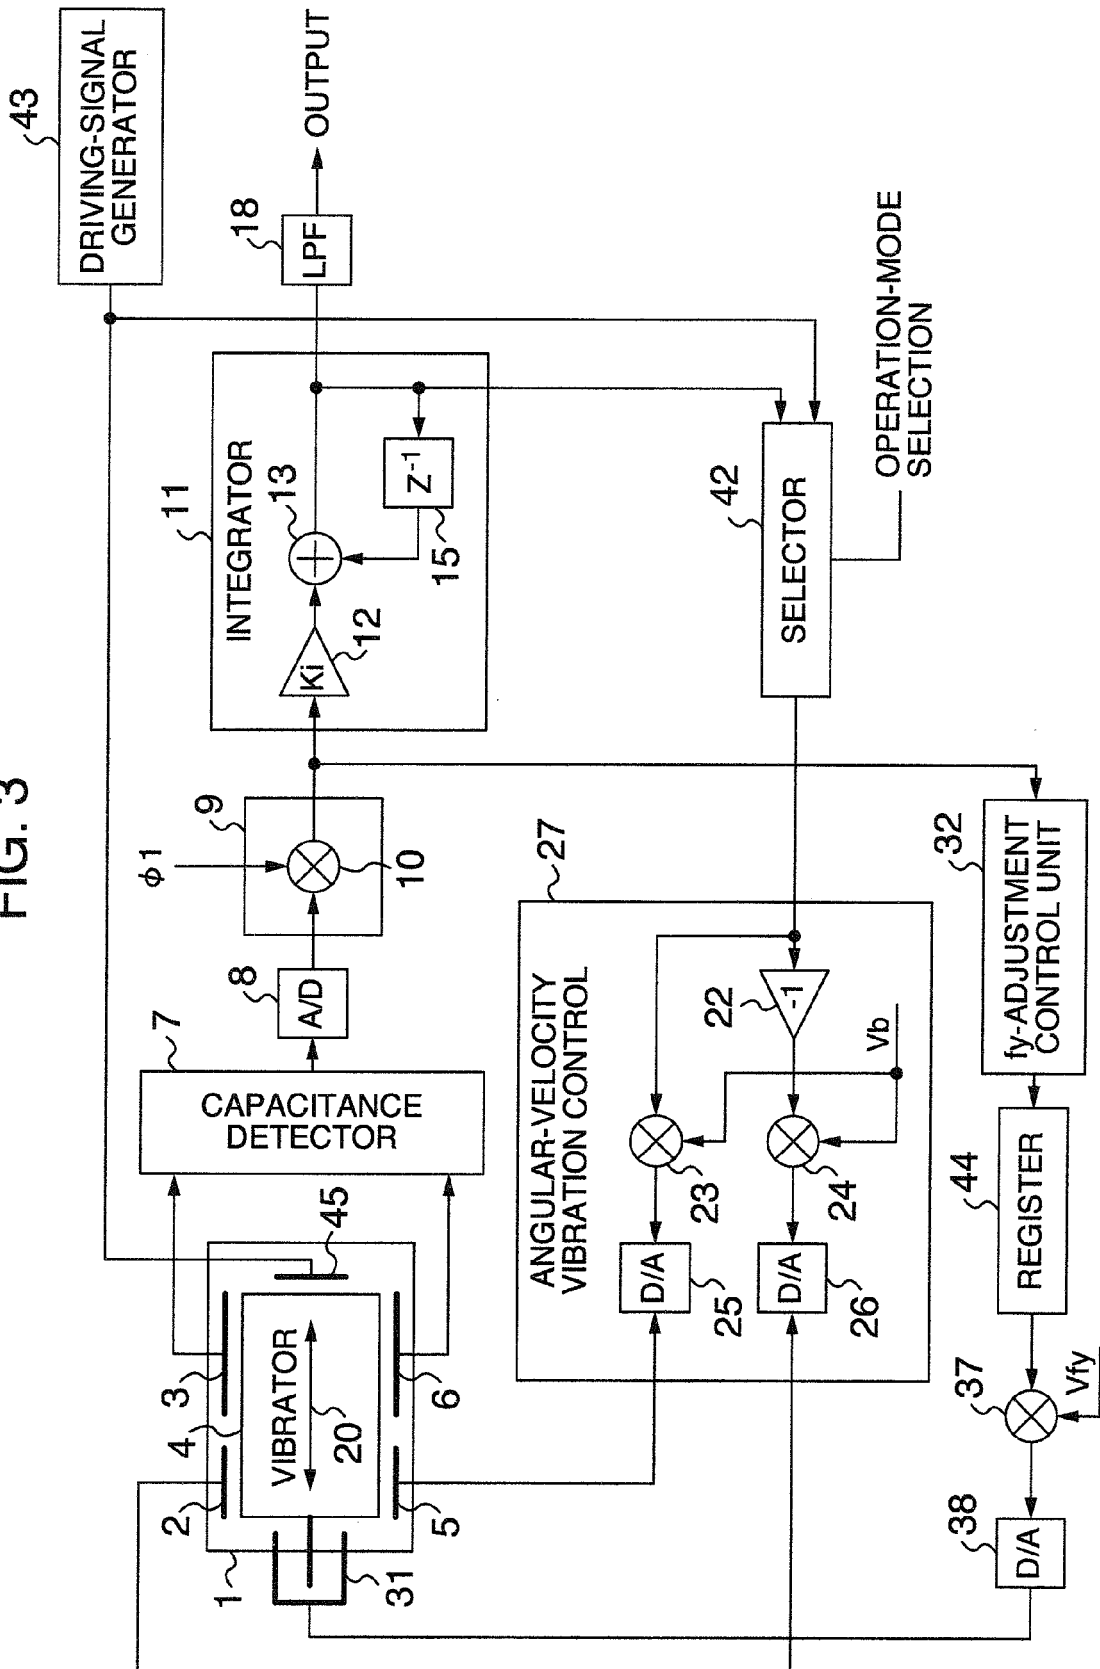 FIG. 3
43
DRIVING-SIGNAL
GENERATOR
OUTPUT
18
LPF
11
INTEGRATOR
13
Z-1
15
Ki
12
9
ϕ1
10
8
A/D
7
CAPACITANCE
DETECTOR
45
3
6
4
VIBRATOR
20
2
5
1
31
42
SELECTOR
OPERATION-MODE
SELECTION
27
ANGULAR-VELOCITY
VIBRATION CONTROL
22
-1
Vb
23
24
D/A
25
D/A
26
32
fy-ADJUSTMENT
CONTROL UNIT
44
REGISTER
37
Vfy
38
D/A